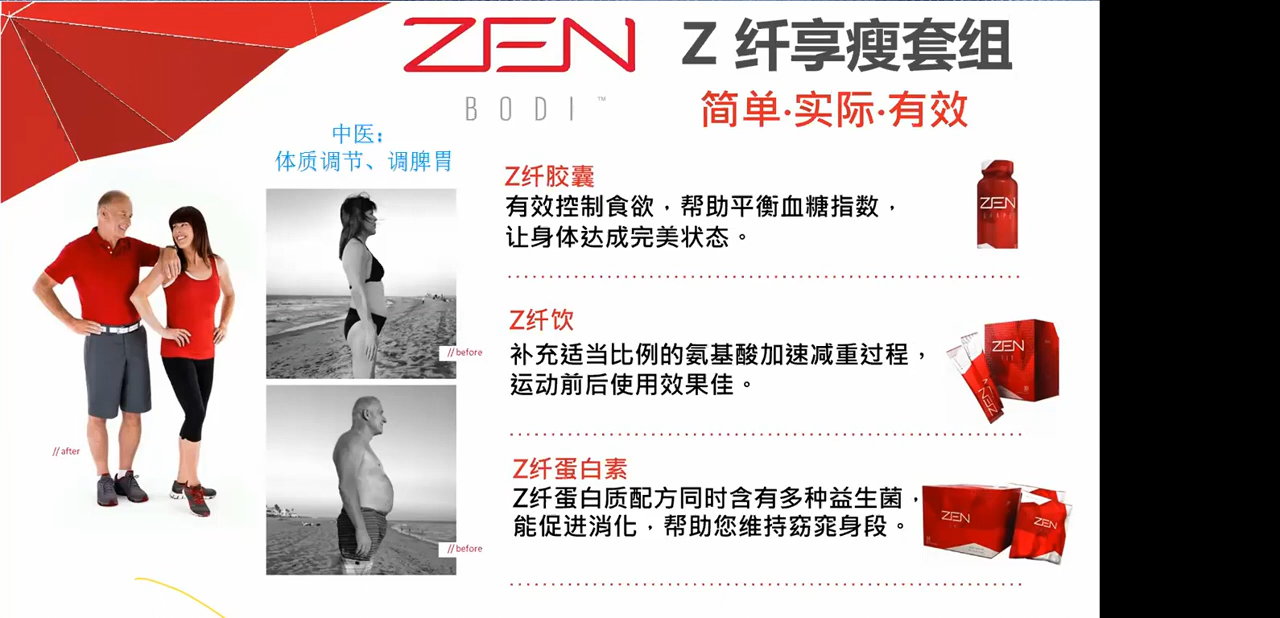 ZEN
BODI™
Z 纤享瘦套组
简单·实际·有效
中医：
体质调节、调脾胃
Z纤胶囊
有效控制食欲，帮助平衡血糖指数，
让身体达成完美状态。
ZEN
// before
Z纤饮
补充适当比例的氨基酸加速减重过程，
运动前后使用效果佳。
ZEN
ZEN
// after
// before
Z纤蛋白素
Z纤蛋白质配方同时含有多种益生菌，
能促进消化，帮助您维持窈窕身段。
ZEN
ZEN